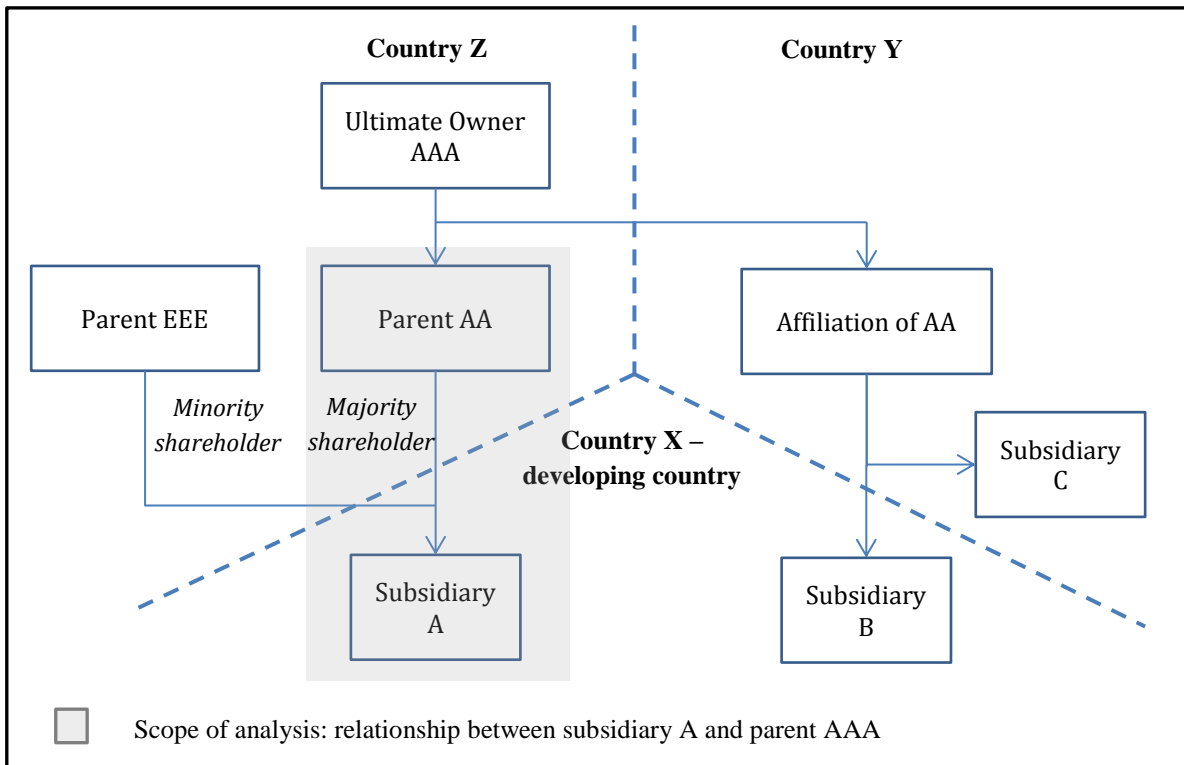 Country Z
Country Y
Ultimate Owner
AAA
Parent EEE
Parent AA
Affiliation of AA
Minority
shareholder
Majority
shareholder
Country X –
developing country
Subsidiary
C
Subsidiary
A
Subsidiary
B
Scope of analysis: relationship between subsidiary A and parent AAA